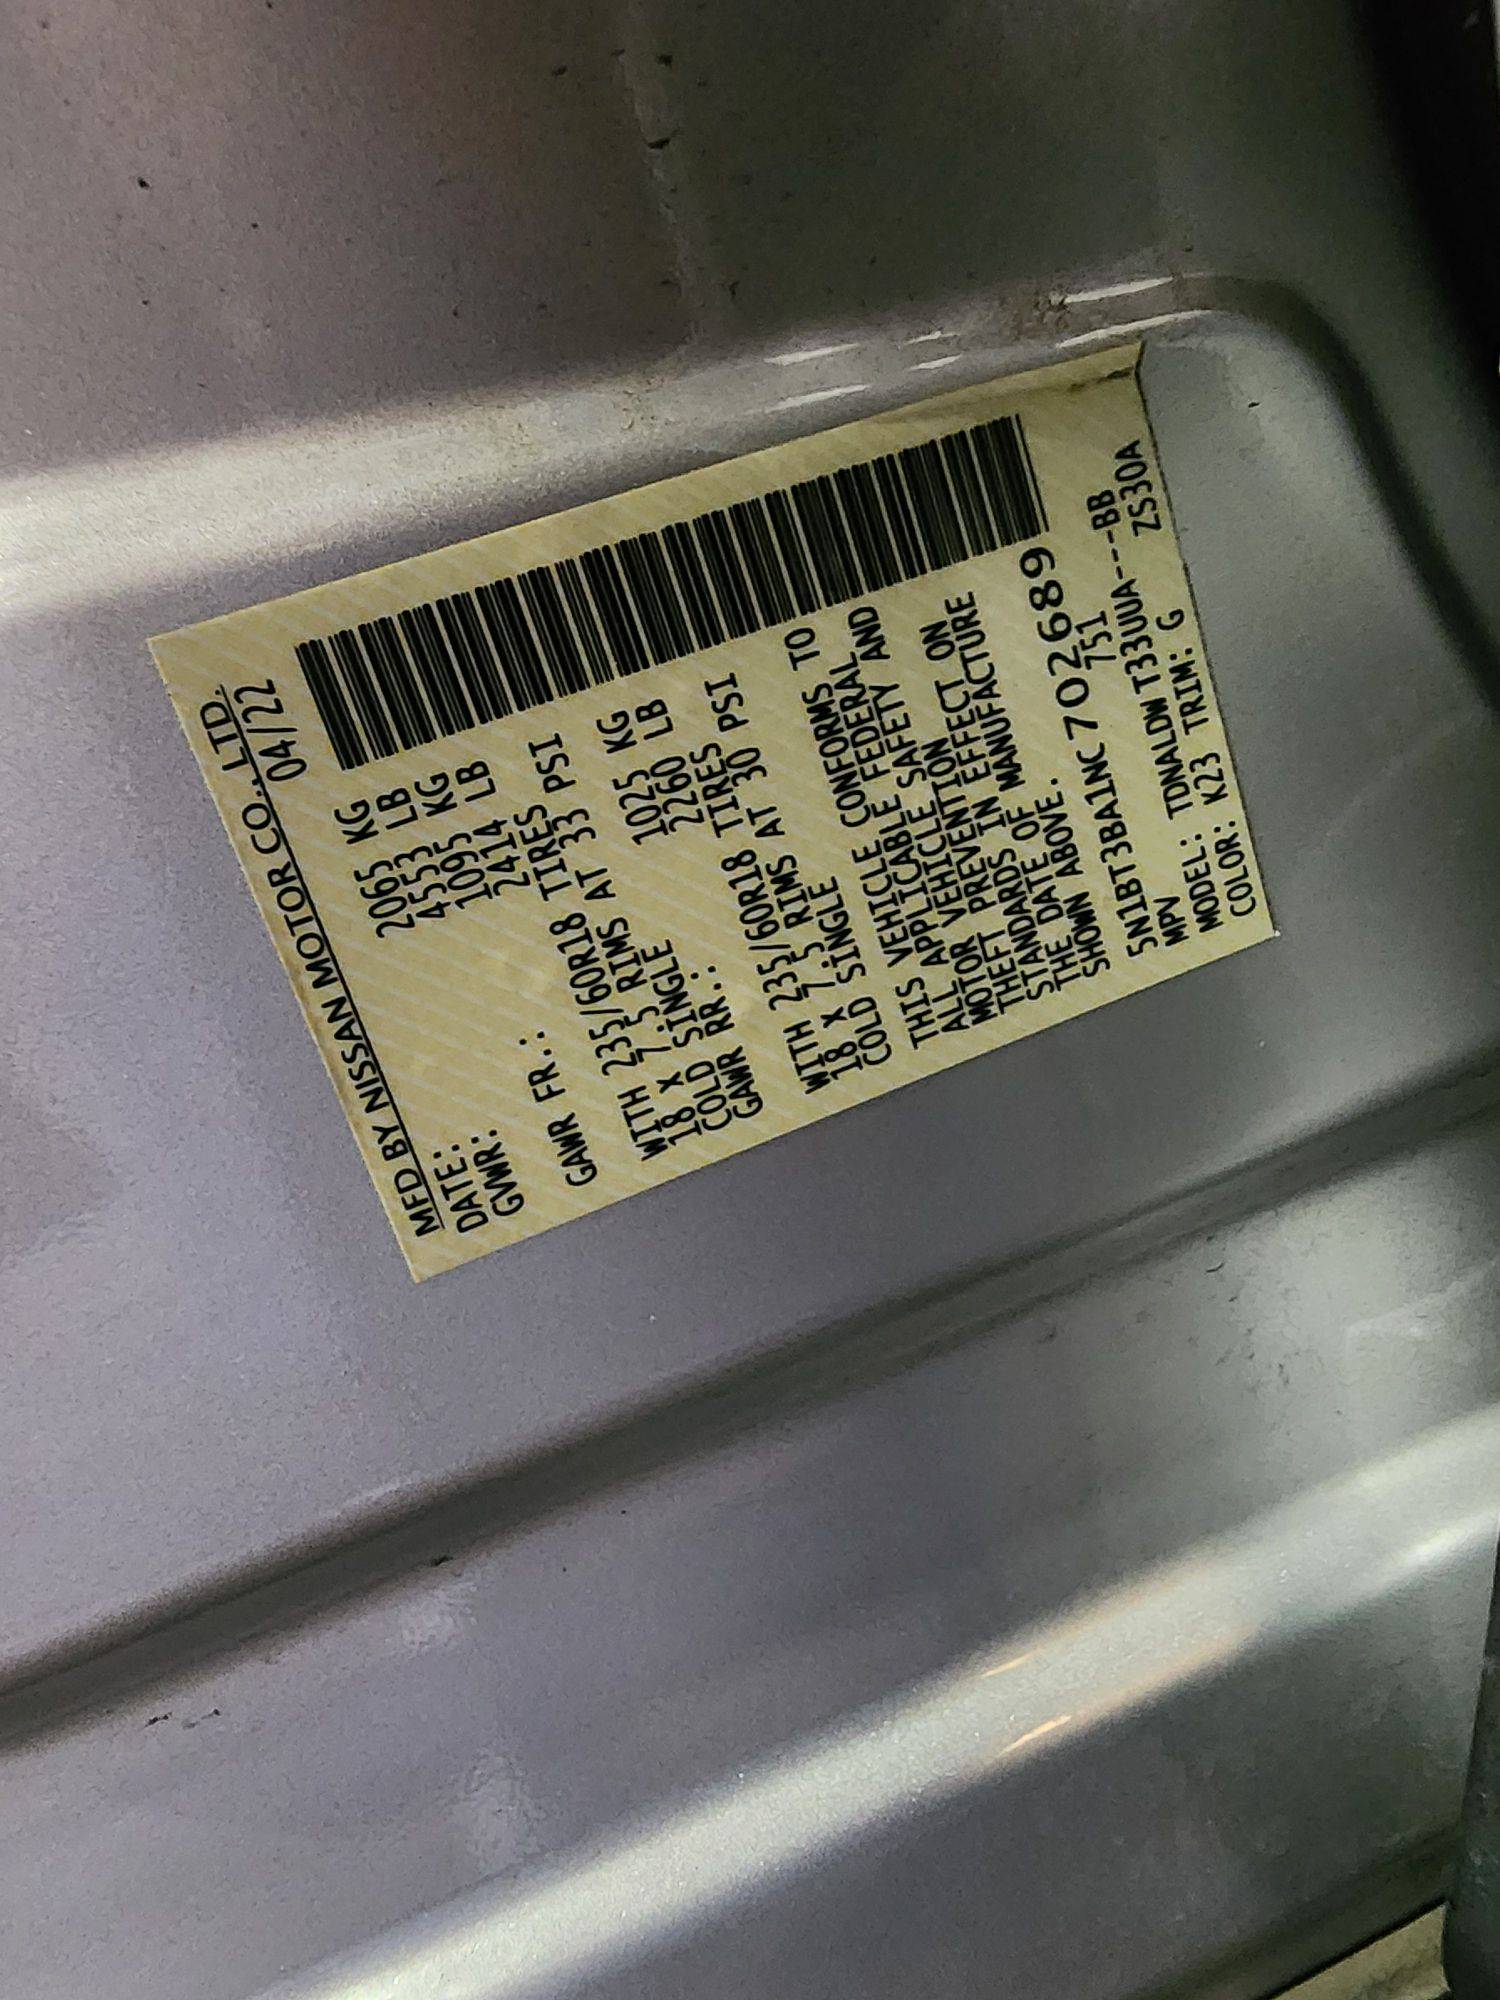 MFD BY NISSAN MOTOR CO., LTD.
DATE: 04/22
GVWR: 2065 KG
4553 LB
GAWR FR.: 1095 KG
2414 LB
WITH 235/60R18 TIRES
18 x 7.5 RIMS AT 33 PSI
COLD SINGLE
GAWR RR.: 1025 KG
2260 LB
WITH 235/60R18 TIRES
18 x 7.5 RIMS AT 30 PSI
COLD SINGLE
THIS VEHICLE CONFORMS TO
ALL APPLICABLE FEDERAL
MOTOR VEHICLE SAFETY AND
THEFT PREVENTION
STANDARDS IN EFFECT ON
THE DATE OF MANUFACTURE
SHOWN ABOVE.
5N1BT3BA1NC702689
MPV 7SI
MODEL: TDNALDW T33UUA---BB
COLOR: K23 TRIM: G ZS30A